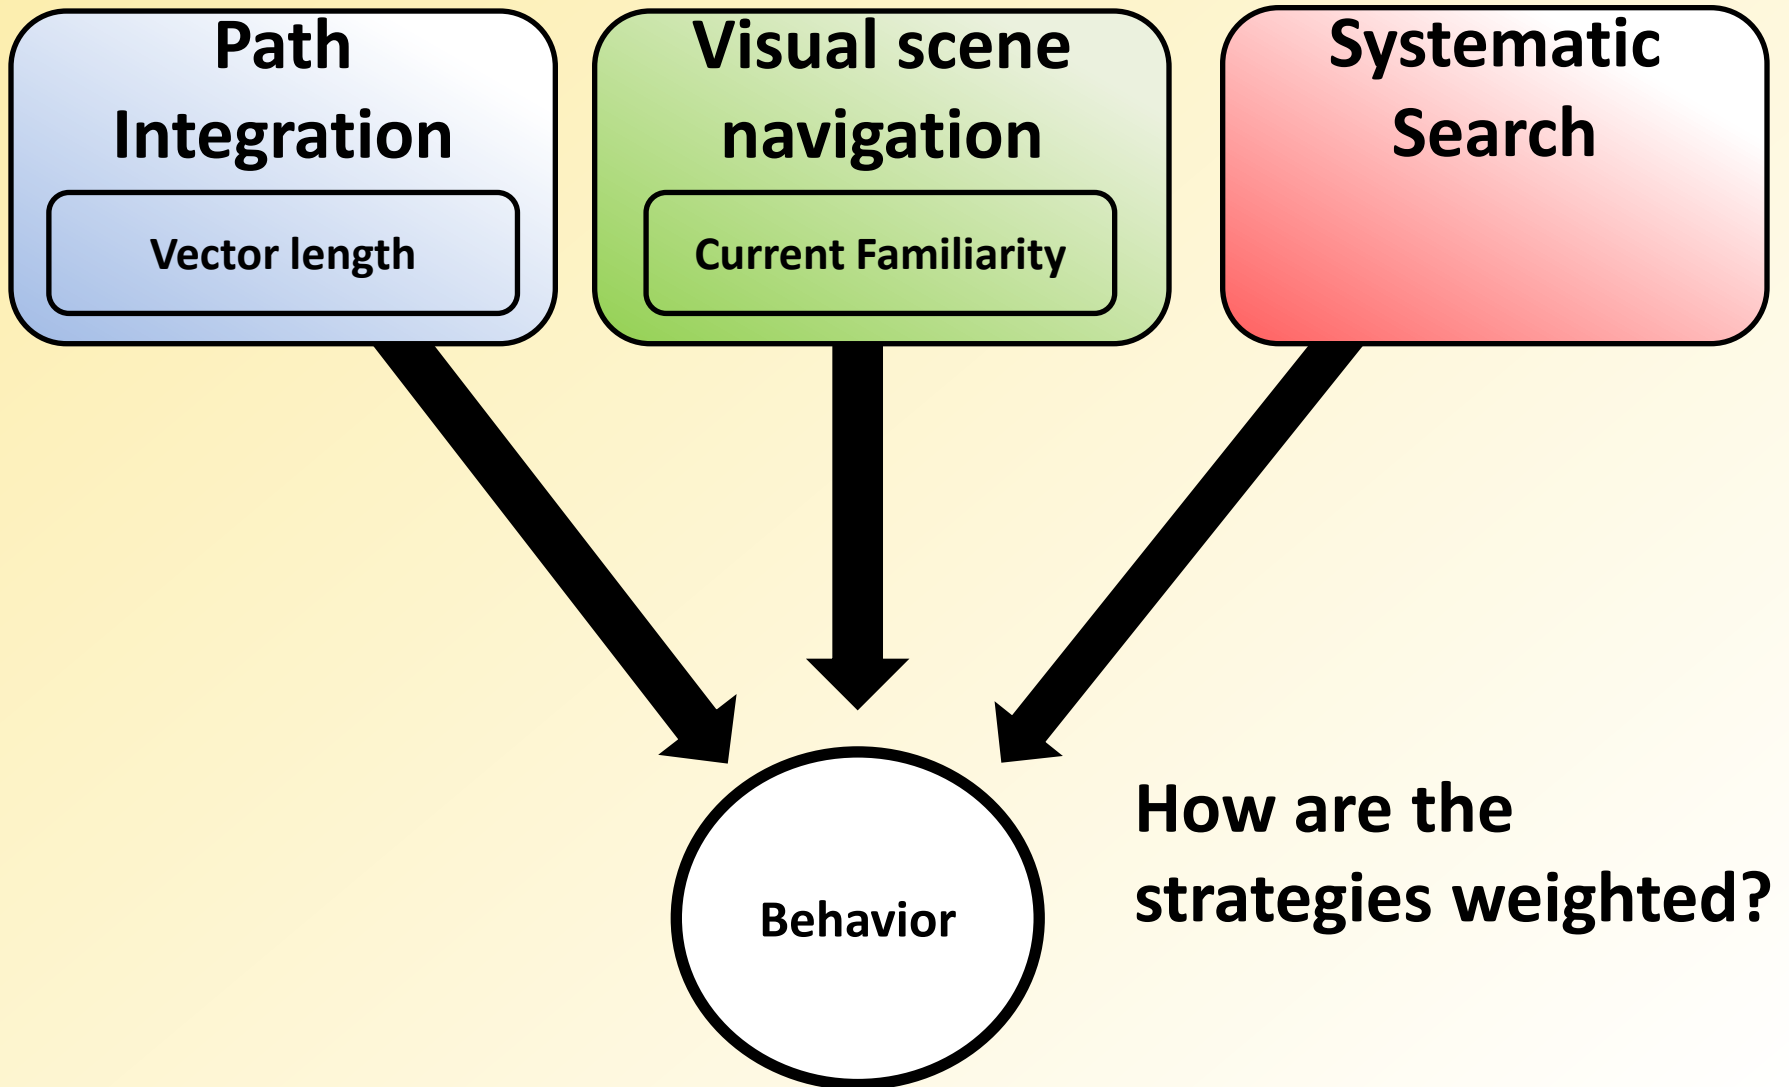 Path
Integration
Vector length
Visual scene
navigation
Current Familiarity
Systematic
Search
Behavior
How are the
strategies weighted?